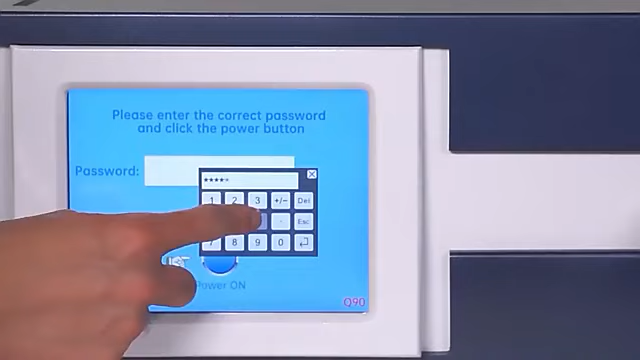 Please enter the correct password
and click the power button
Password:
*****
1 2 3 +/- Del
. Esc
7 8 9 0
Power ON
Q90